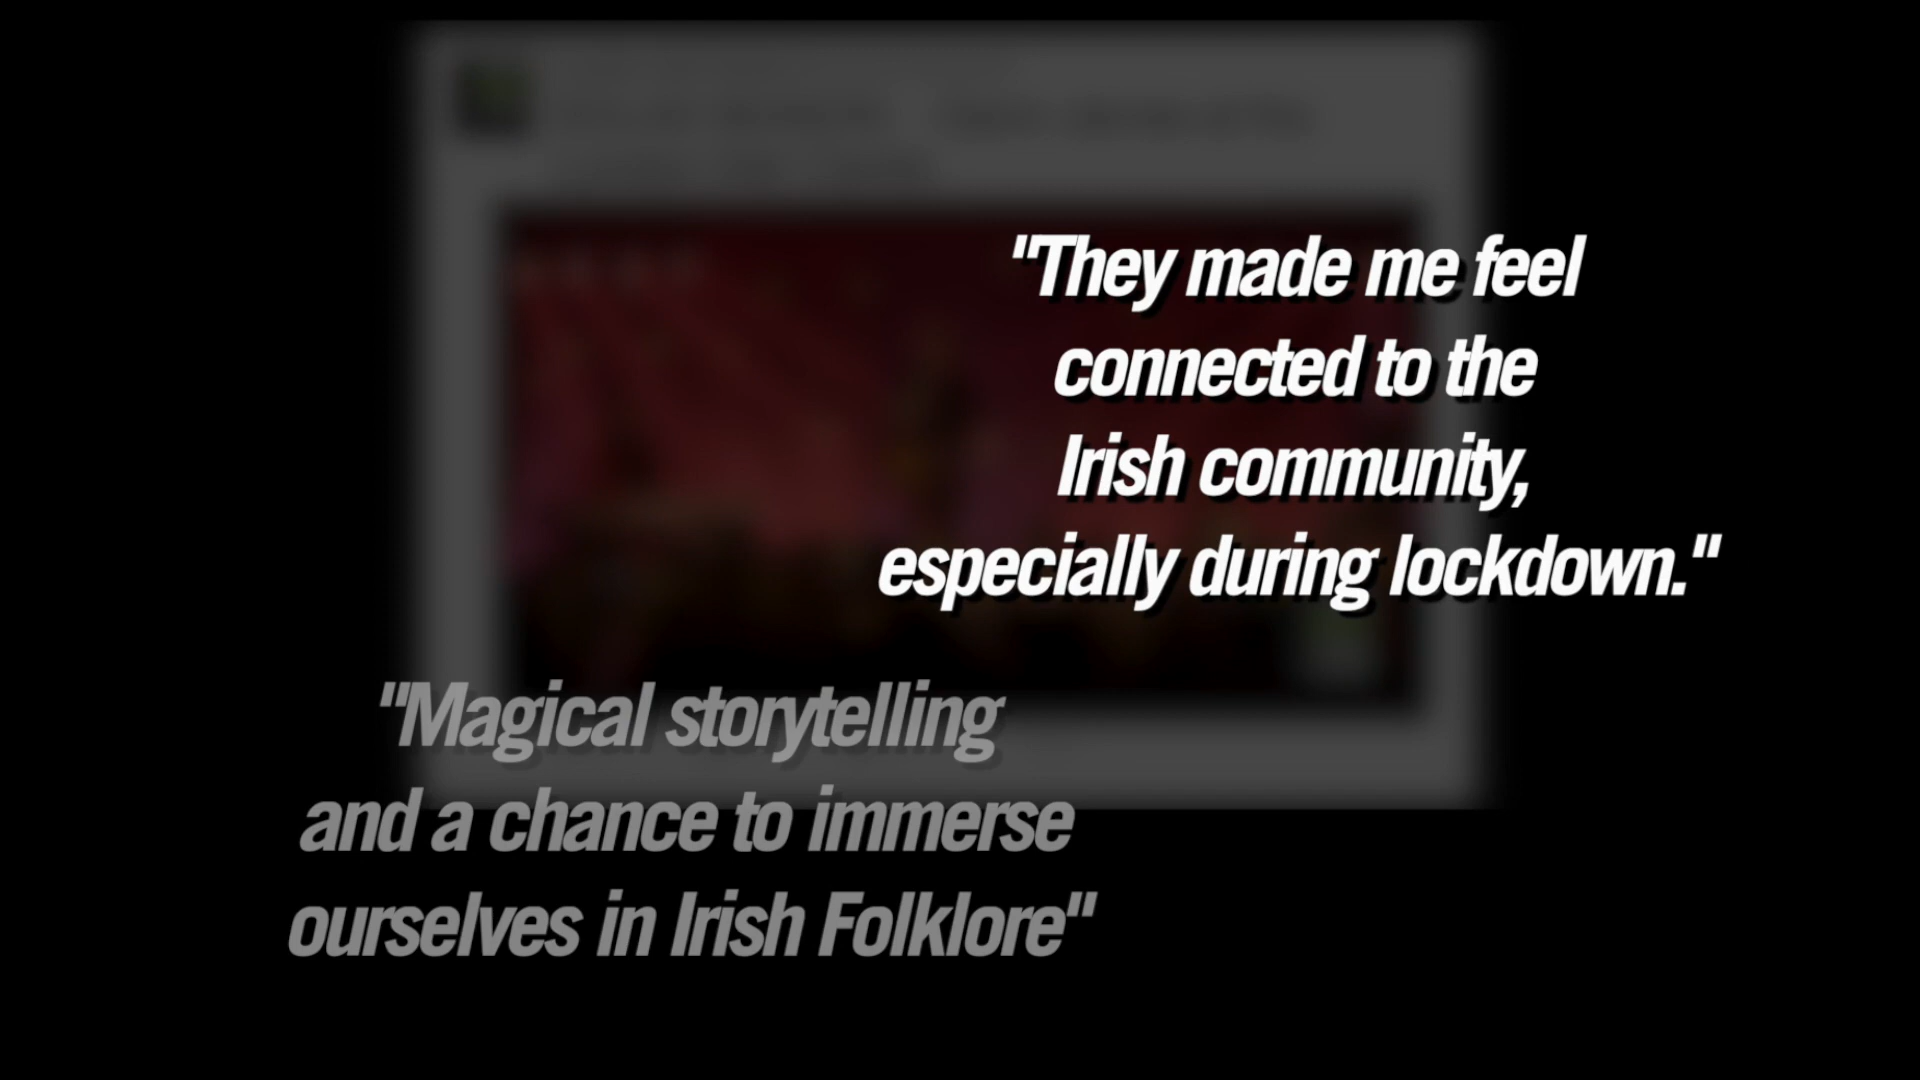 "They made me feel
connected to the
Irish community,
especially during lockdown."
"Magical storytelling
and a chance to immerse
ourselves in Irish Folklore"